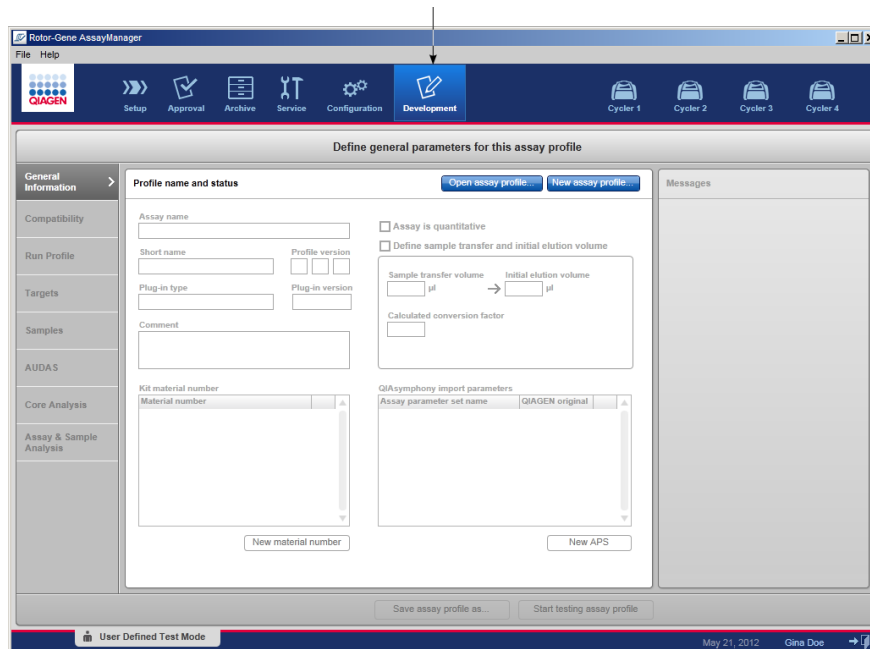 Rotor-Gene AssayManager
File Help
QIAGEN
Setup Approval Archive Service Configuration Development Cycler 1 Cycler 2 Cycler 3 Cycler 4
Define general parameters for this assay profile
General Information
Compatibility
Run Profile
Targets
Samples
AUDAS
Core Analysis
Assay & Sample Analysis
Profile name and status
Open assay profile... New assay profile...
Assay name
Short name Profile version
Plug-in type Plug-in version
Comment
Kit material number
Material number
New material number
Assay is quantitative
Define sample transfer and initial elution volume
Sample transfer volume Initial elution volume
µl µl
Calculated conversion factor
QIAsymphony import parameters
Assay parameter set name QIAGEN original
New APS
Messages
Save assay profile as... Start testing assay profile
User Defined Test Mode
May 21, 2012 Gina Doe